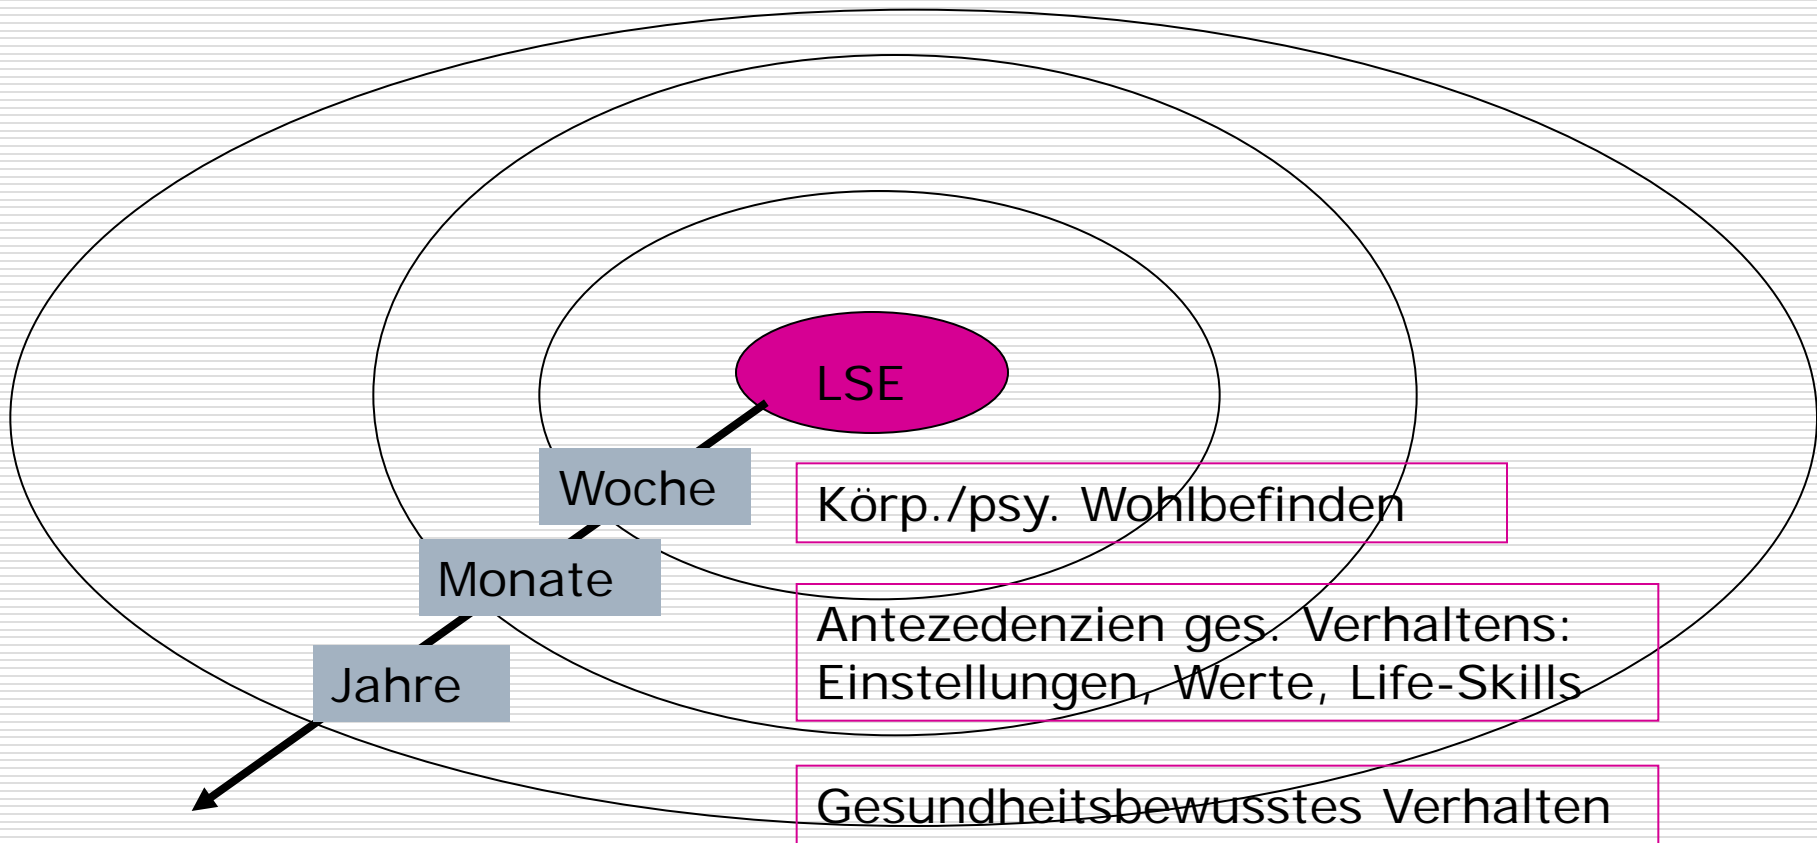 LSE
Woche
Körp./psy. Wohlbefinden
Monate
Antezedenzien ges. Verhaltens:
Einstellungen, Werte, Life-Skills
Jahre
Gesundheitsbewusstes Verhalten